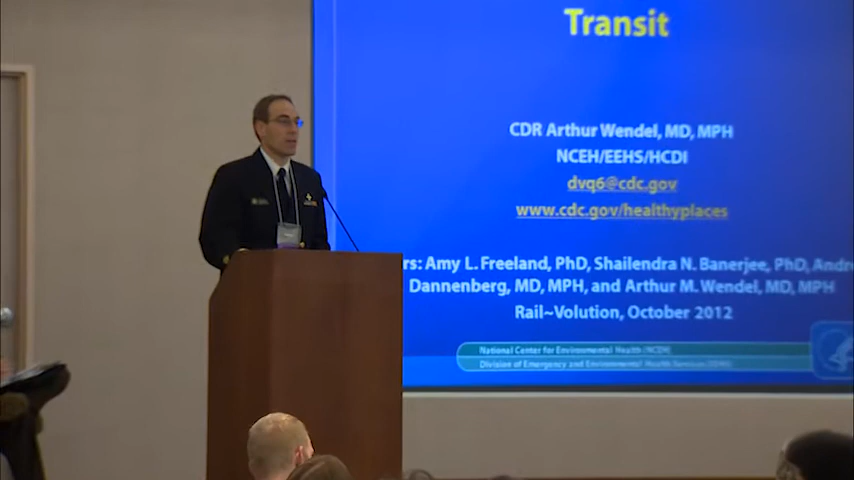 Transit
CDR Arthur Wendel, MD, MPH
NCEH/EEHS/HCDI
dvq6@cdc.gov
www.cdc.gov/healthyplaces
rs: Amy L. Freeland, PhD, Shailendra N. Banerjee, PhD, Andre
Dannenberg, MD, MPH, and Arthur M. Wendel, MD, MPH
Rail~Volution, October 2012
National Center for Environmental Health (NCEH)
Division of Emergency and Environmental Health Services (EEHS)